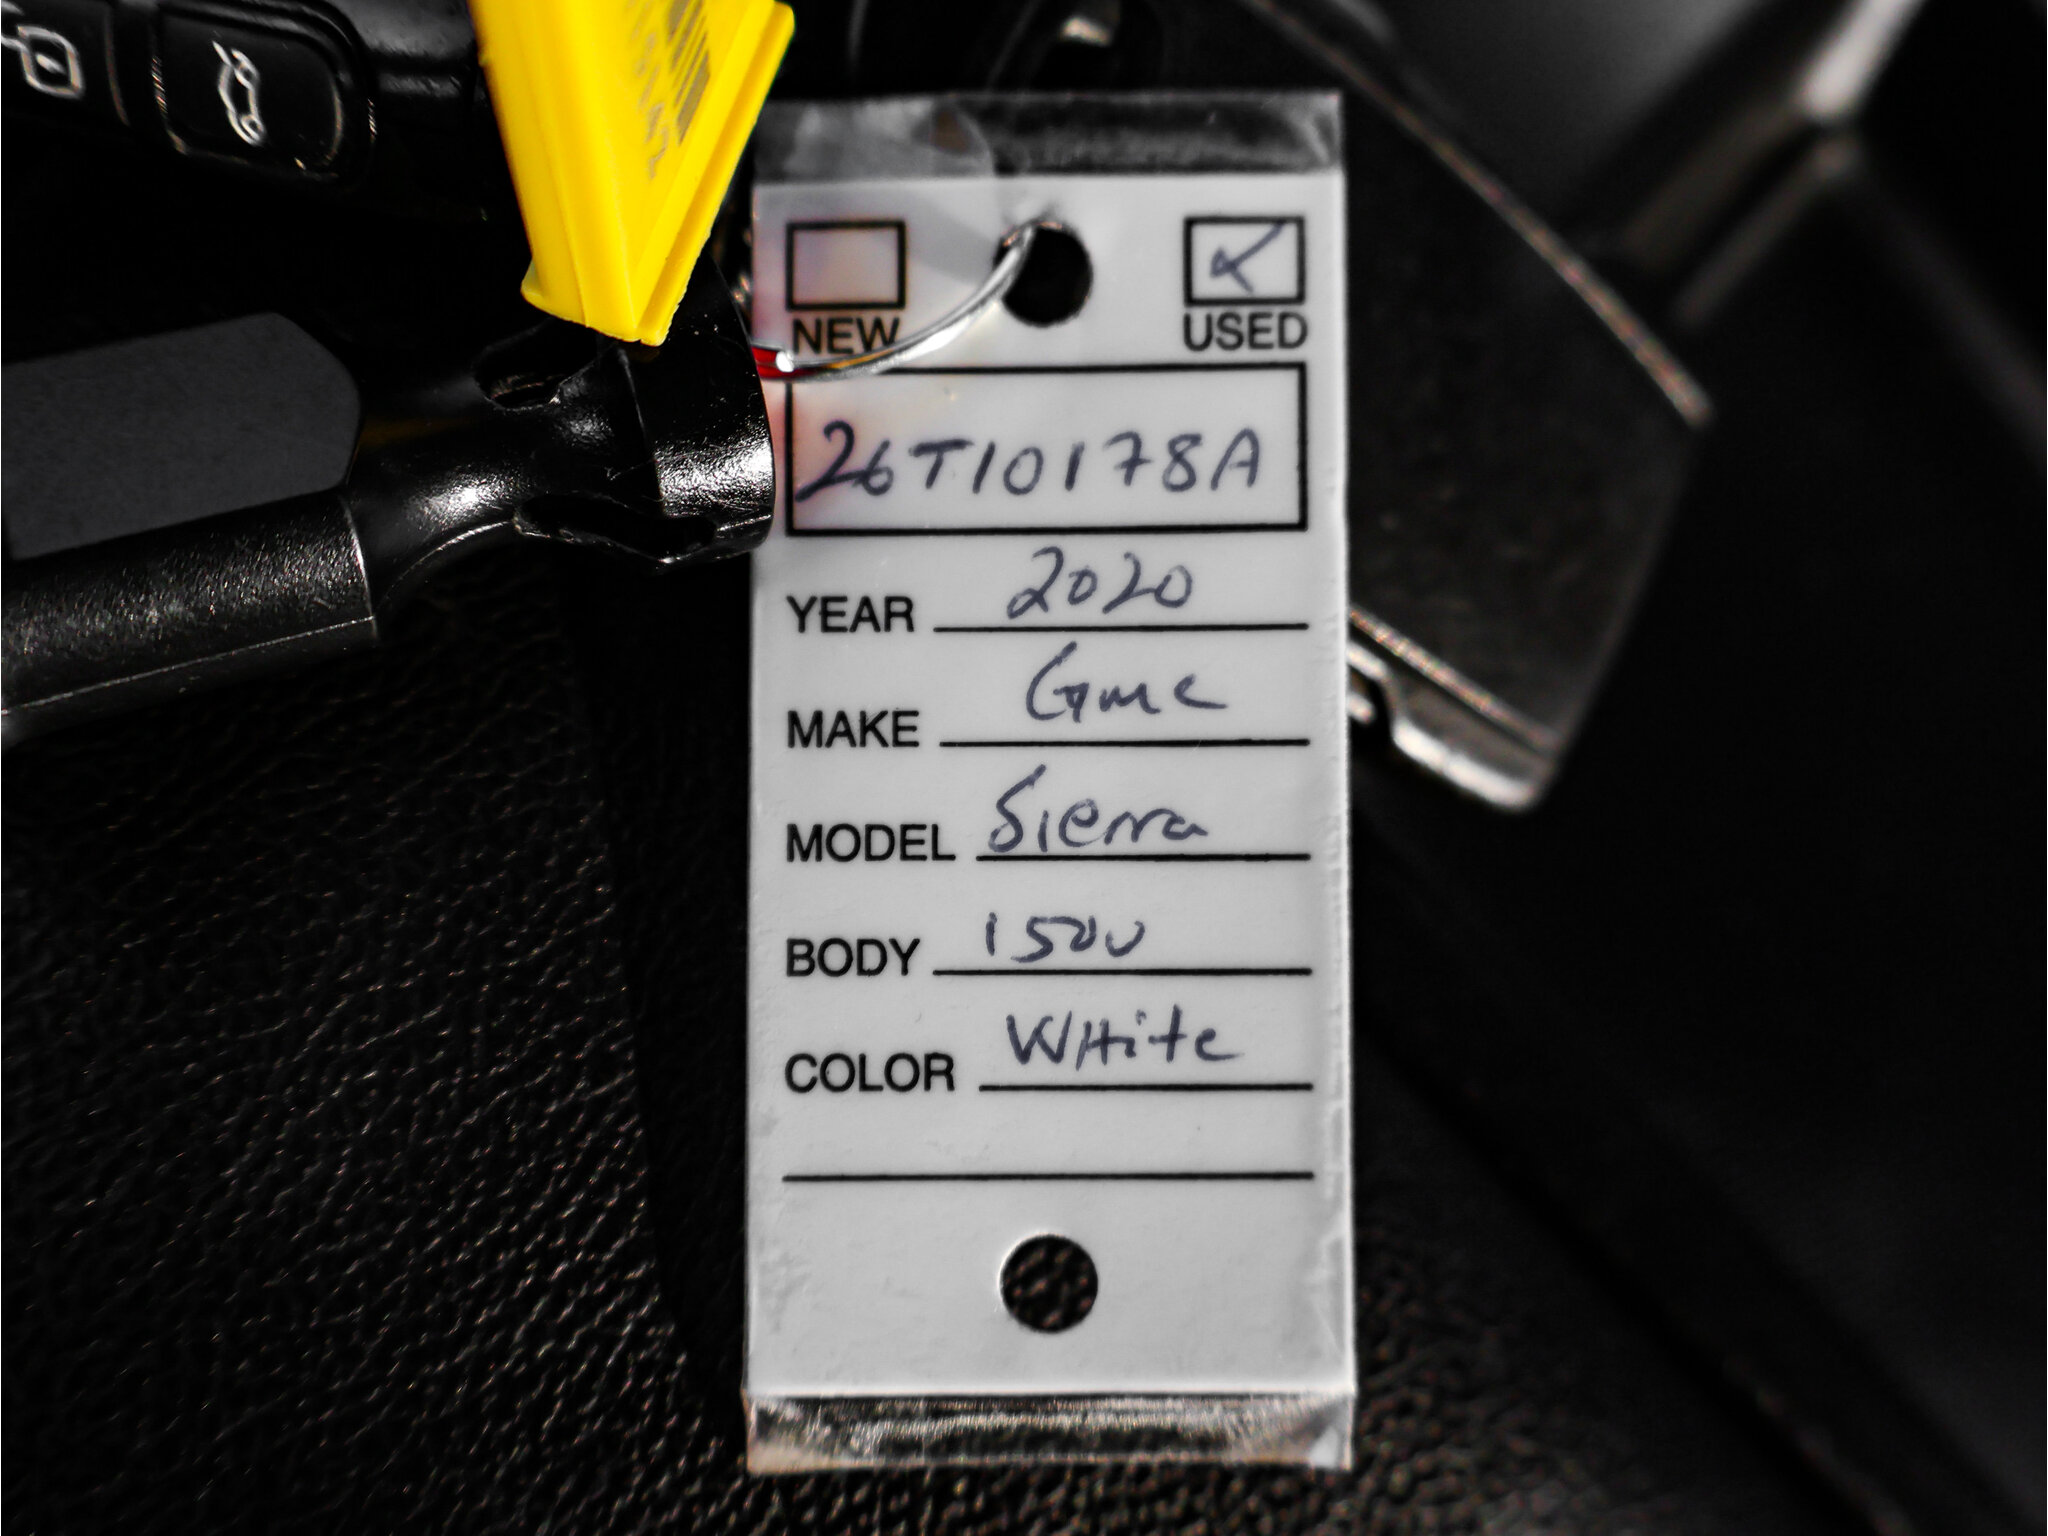 NEW USED
26T10178A
YEAR 2020
MAKE Gmc
MODEL Sierra
BODY 1500
COLOR WHite